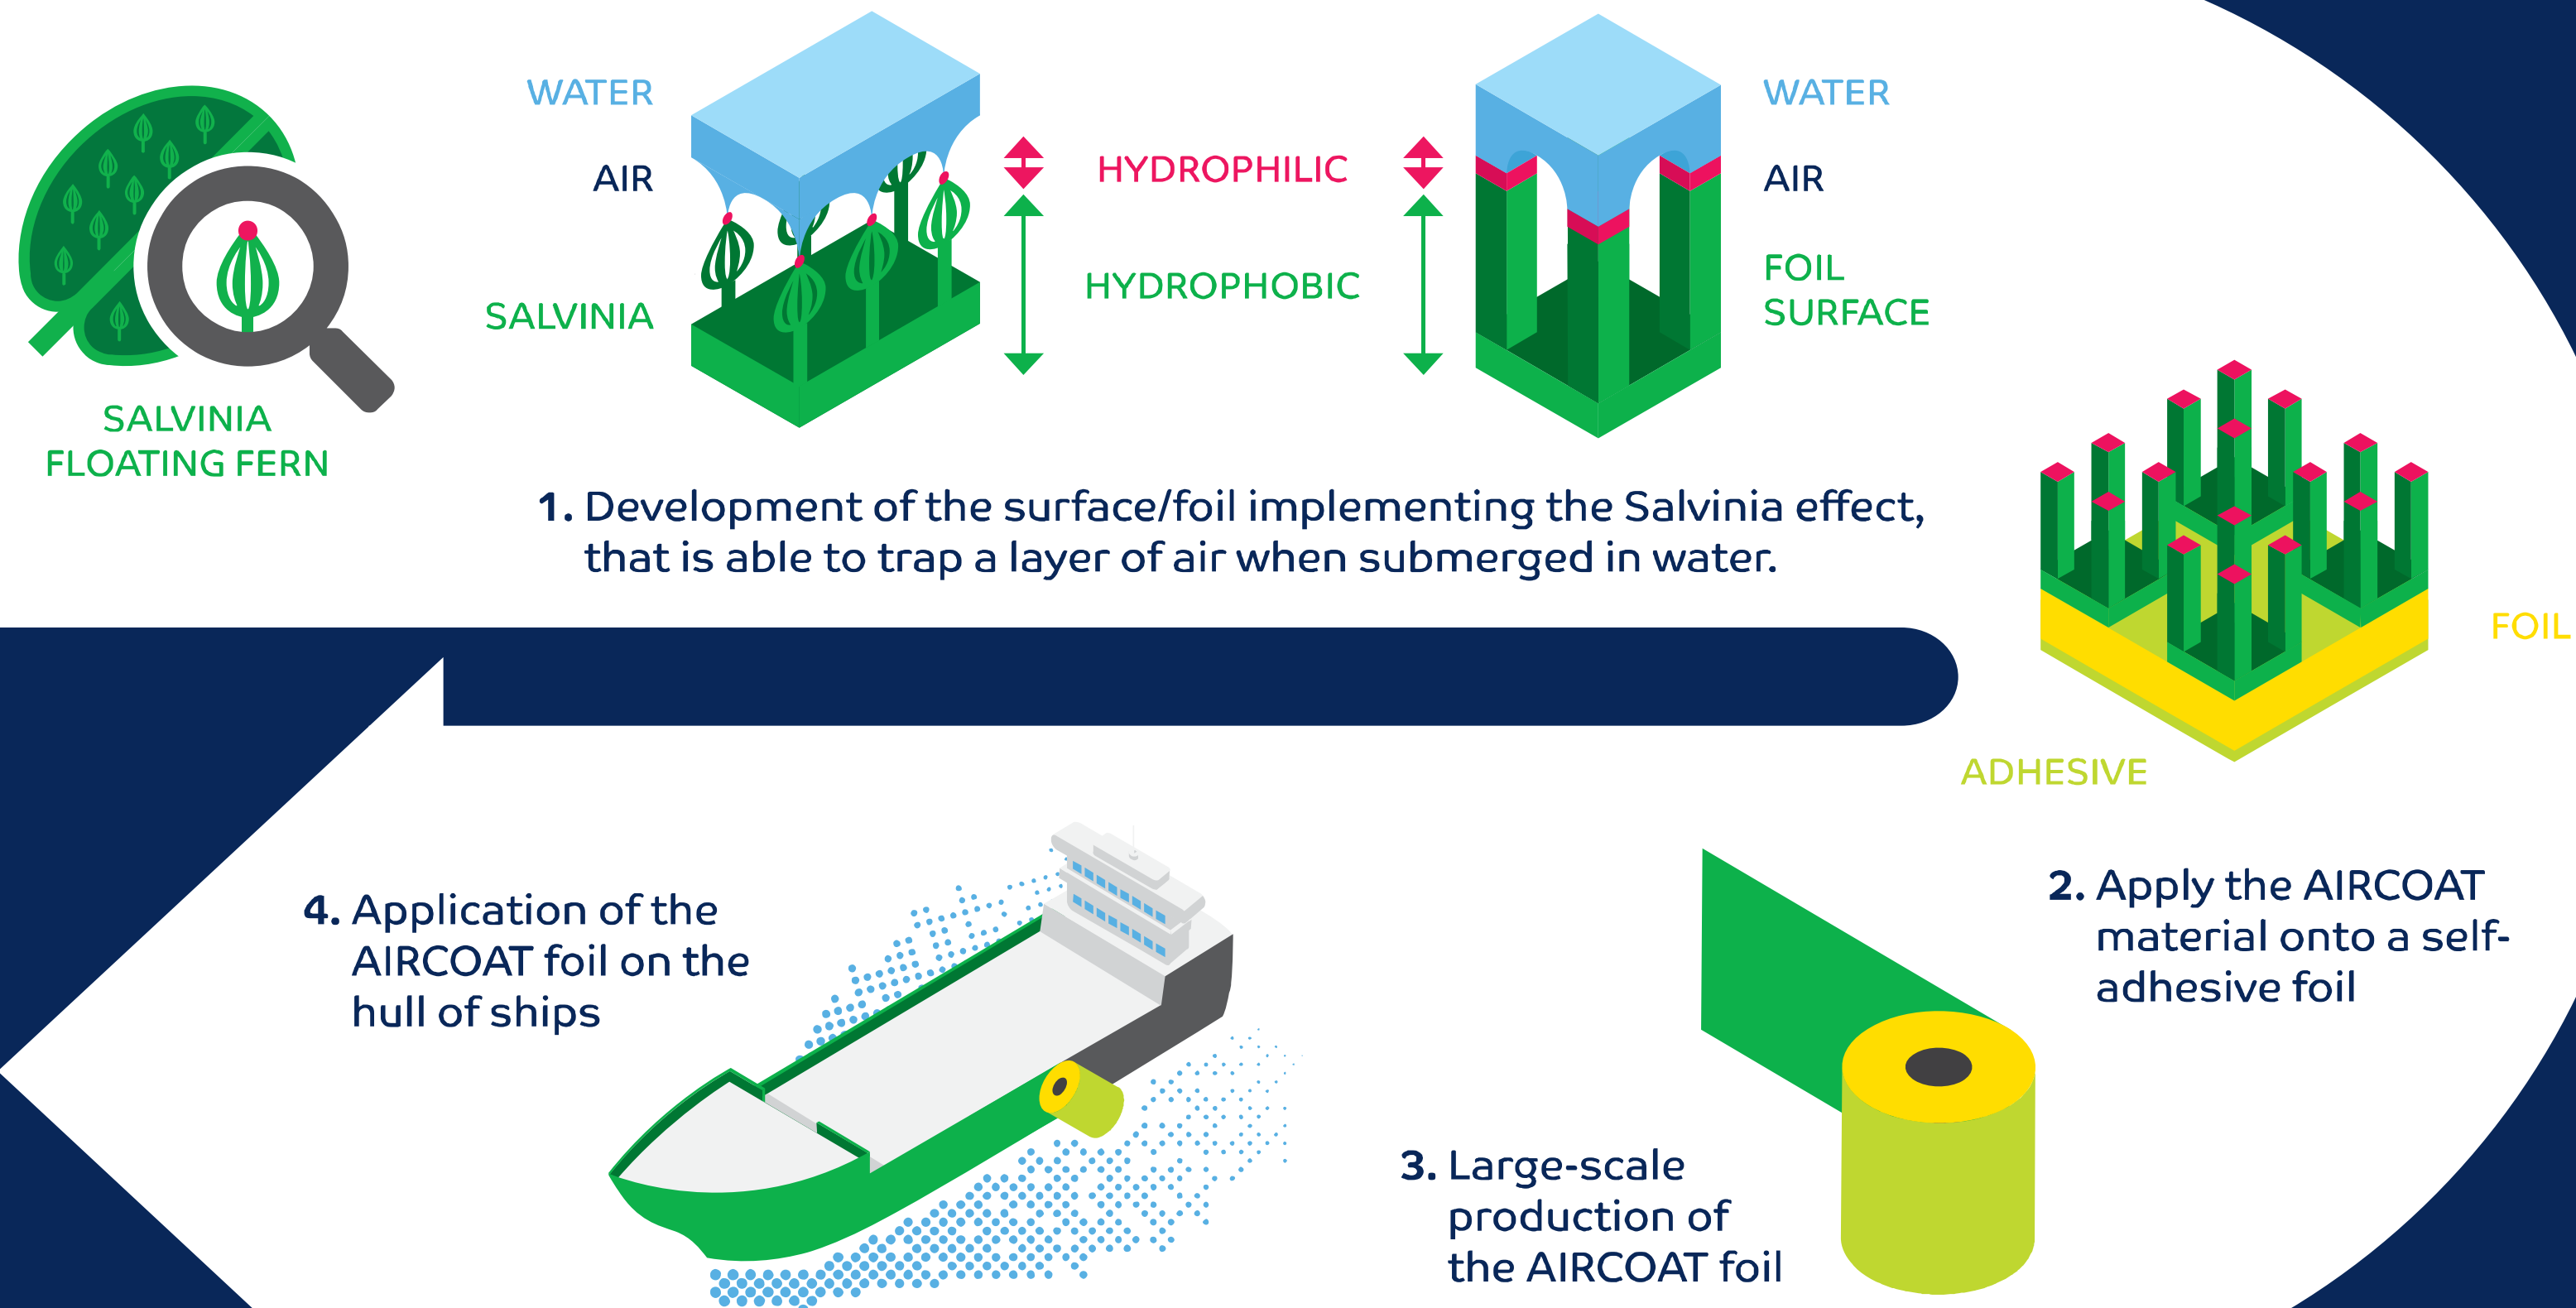 SALVINIA
FLOATING FERN
WATER
AIR
SALVINIA
HYDROPHILIC
HYDROPHOBIC
WATER
AIR
FOIL
SURFACE
1. Development of the surface/foil implementing the Salvinia effect,
that is able to trap a layer of air when submerged in water.
FOIL
ADHESIVE
2. Apply the AIRCOAT
material onto a self-
adhesive foil
3. Large-scale
production of
the AIRCOAT foil
4. Application of the
AIRCOAT foil on the
hull of ships